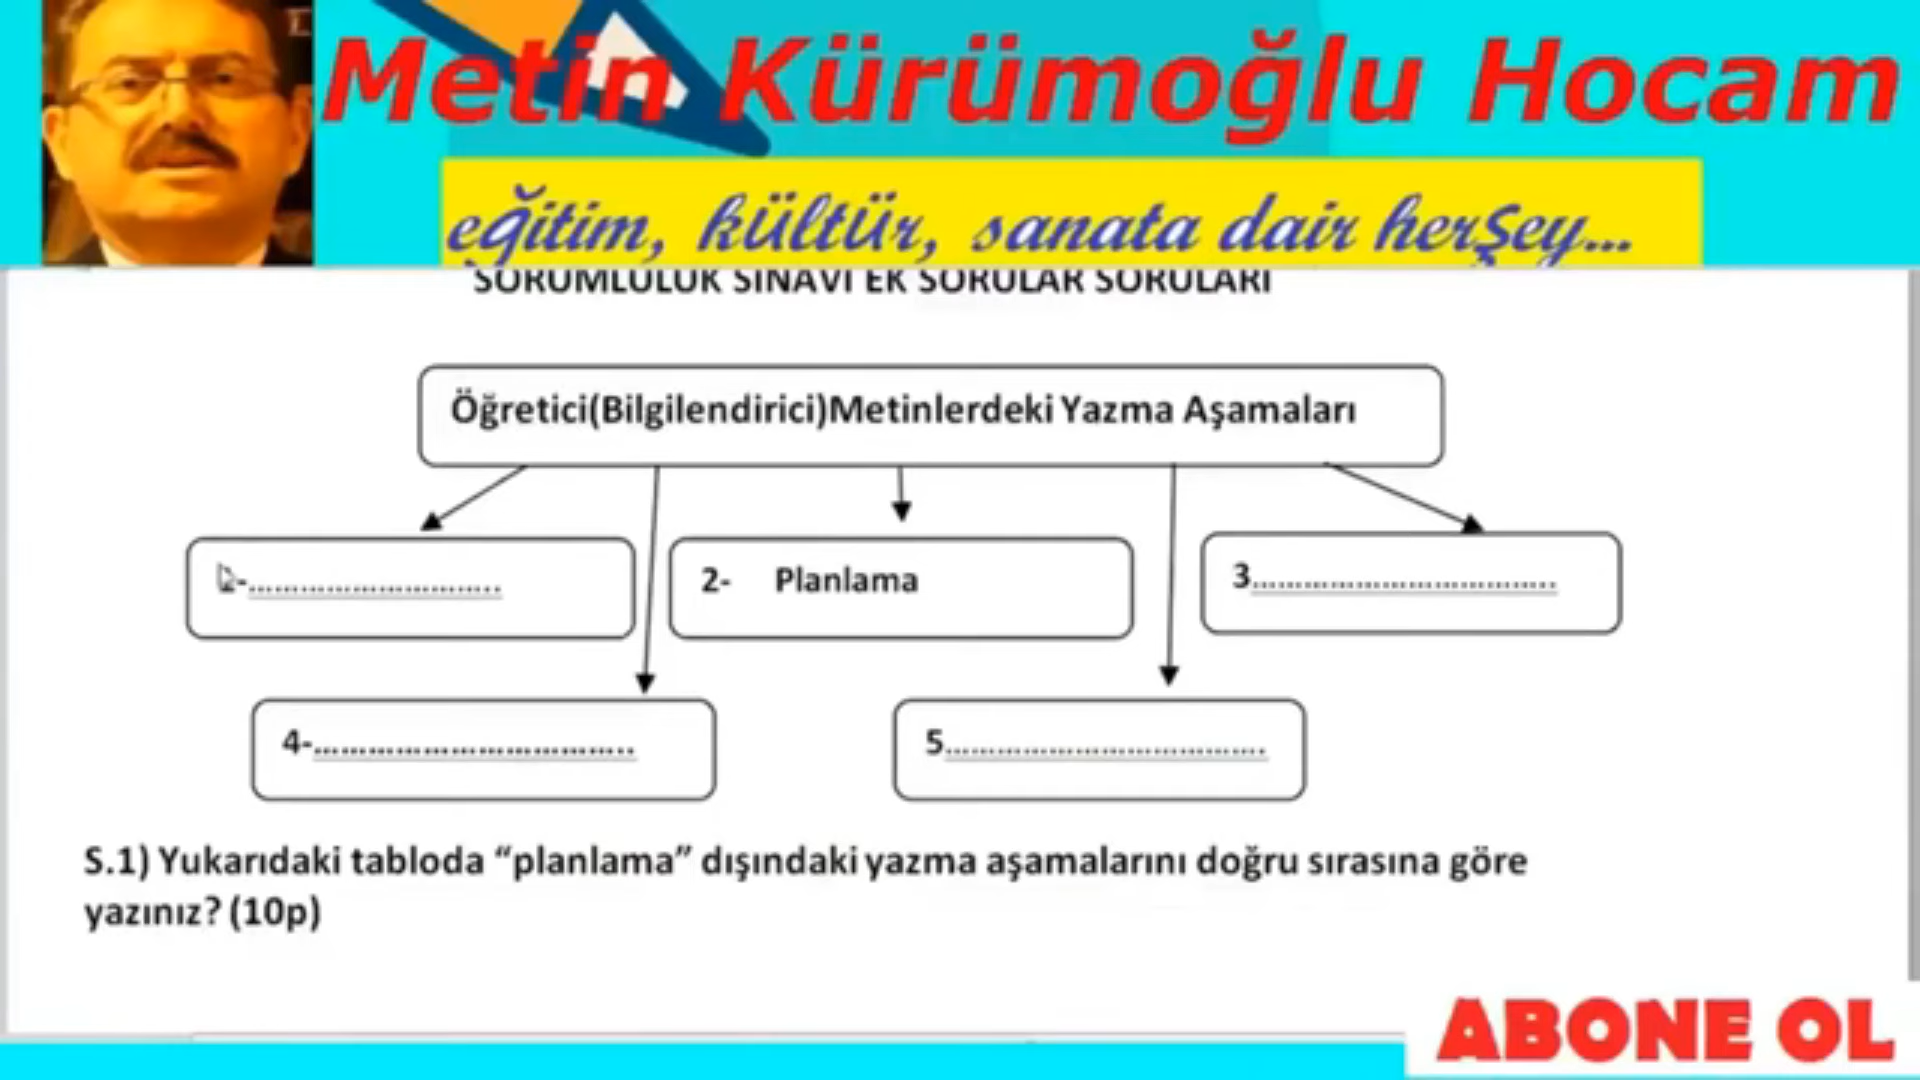 Metin Kürümoğlu Hocam
eğitim, kültür, sanata dair herşey...
SORUMLULUK SINAVI EK SORULAR SORULARI
Öğretici(Bilgilendirici)Metinlerdeki Yazma Aşamaları
-................................
2- Planlama
3................................
4-................................
5................................
S.1) Yukarıdaki tabloda “planlama” dışındaki yazma aşamalarını doğru sırasına göre
yazınız? (10p)
ABONE OL